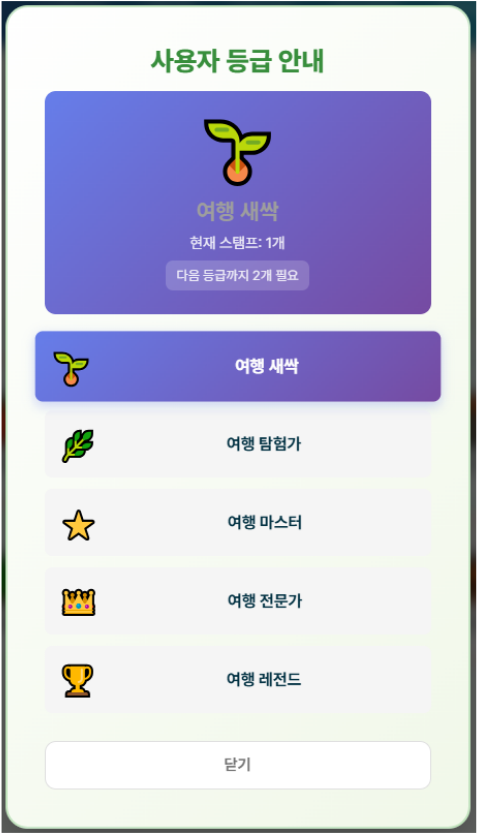 사용자 등급 안내
여행 새싹
현재 스탬프: 1개
다음 등급까지 2개 필요
여행 새싹
여행 탐험가
여행 마스터
여행 전문가
여행 레전드
닫기